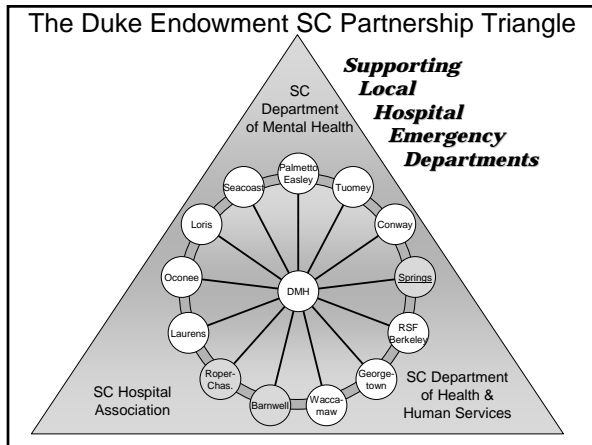 The Duke Endowment SC Partnership Triangle
Supporting
Local
Hospital
Emergency
Departments
SC
Department
of Mental Health
Palmetto
Easley
Tuomey
Conway
Springs
RSF
Berkeley
George-
town
Wacca-
maw
Barnwell
Roper-
Chas.
Laurens
Oconee
Loris
Seacoast
DMH
SC Hospital
Association
SC Department
of Health &
Human Services